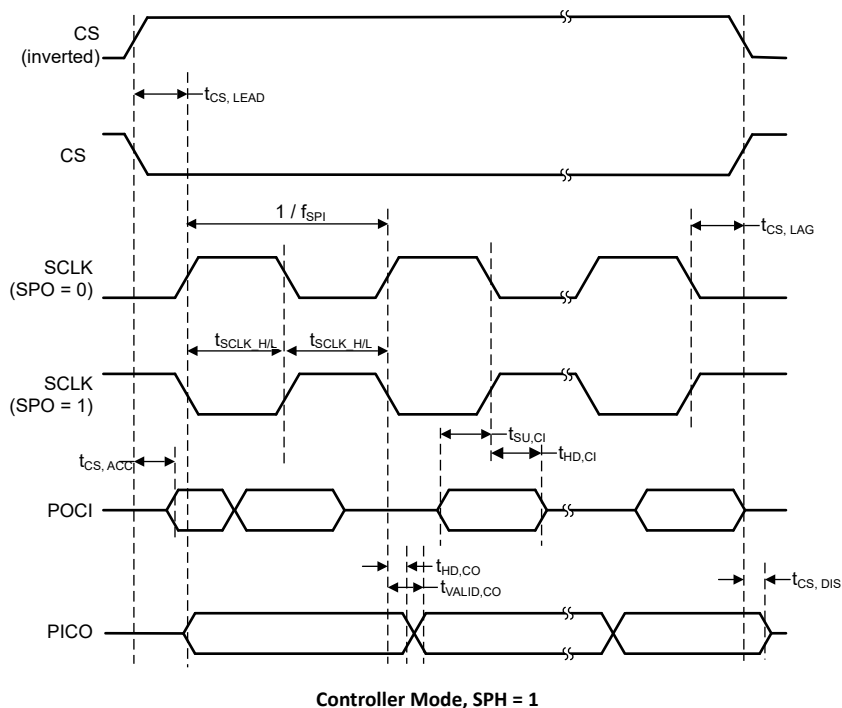 CS
(inverted)
tCS, LEAD
CS
1 / fSPI
tCS, LAG
SCLK
(SPO = 0)
tSCLK_H/L
tSCLK_H/L
SCLK
(SPO = 1)
tSU,CI
tHD,CI
tCS, ACC
POCI
tHD,CO
tVALID,CO
tCS, DIS
PICO
Controller Mode, SPH = 1